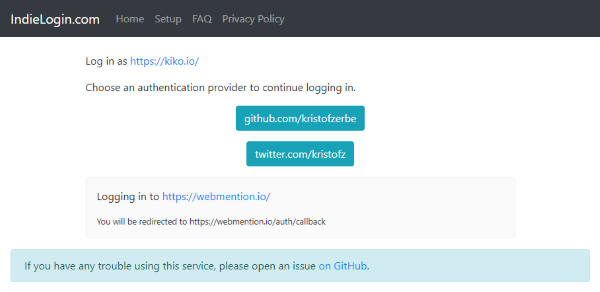 IndieLogin.com Home Setup FAQ Privacy Policy
Log in as https://kiko.io/
Choose an authentication provider to continue logging in.
github.com/kristofzerbe
twitter.com/kristofz
Logging in to https://webmention.io/
You will be redirected to https://webmention.io/auth/callback
If you have any trouble using this service, please open an issue on GitHub.